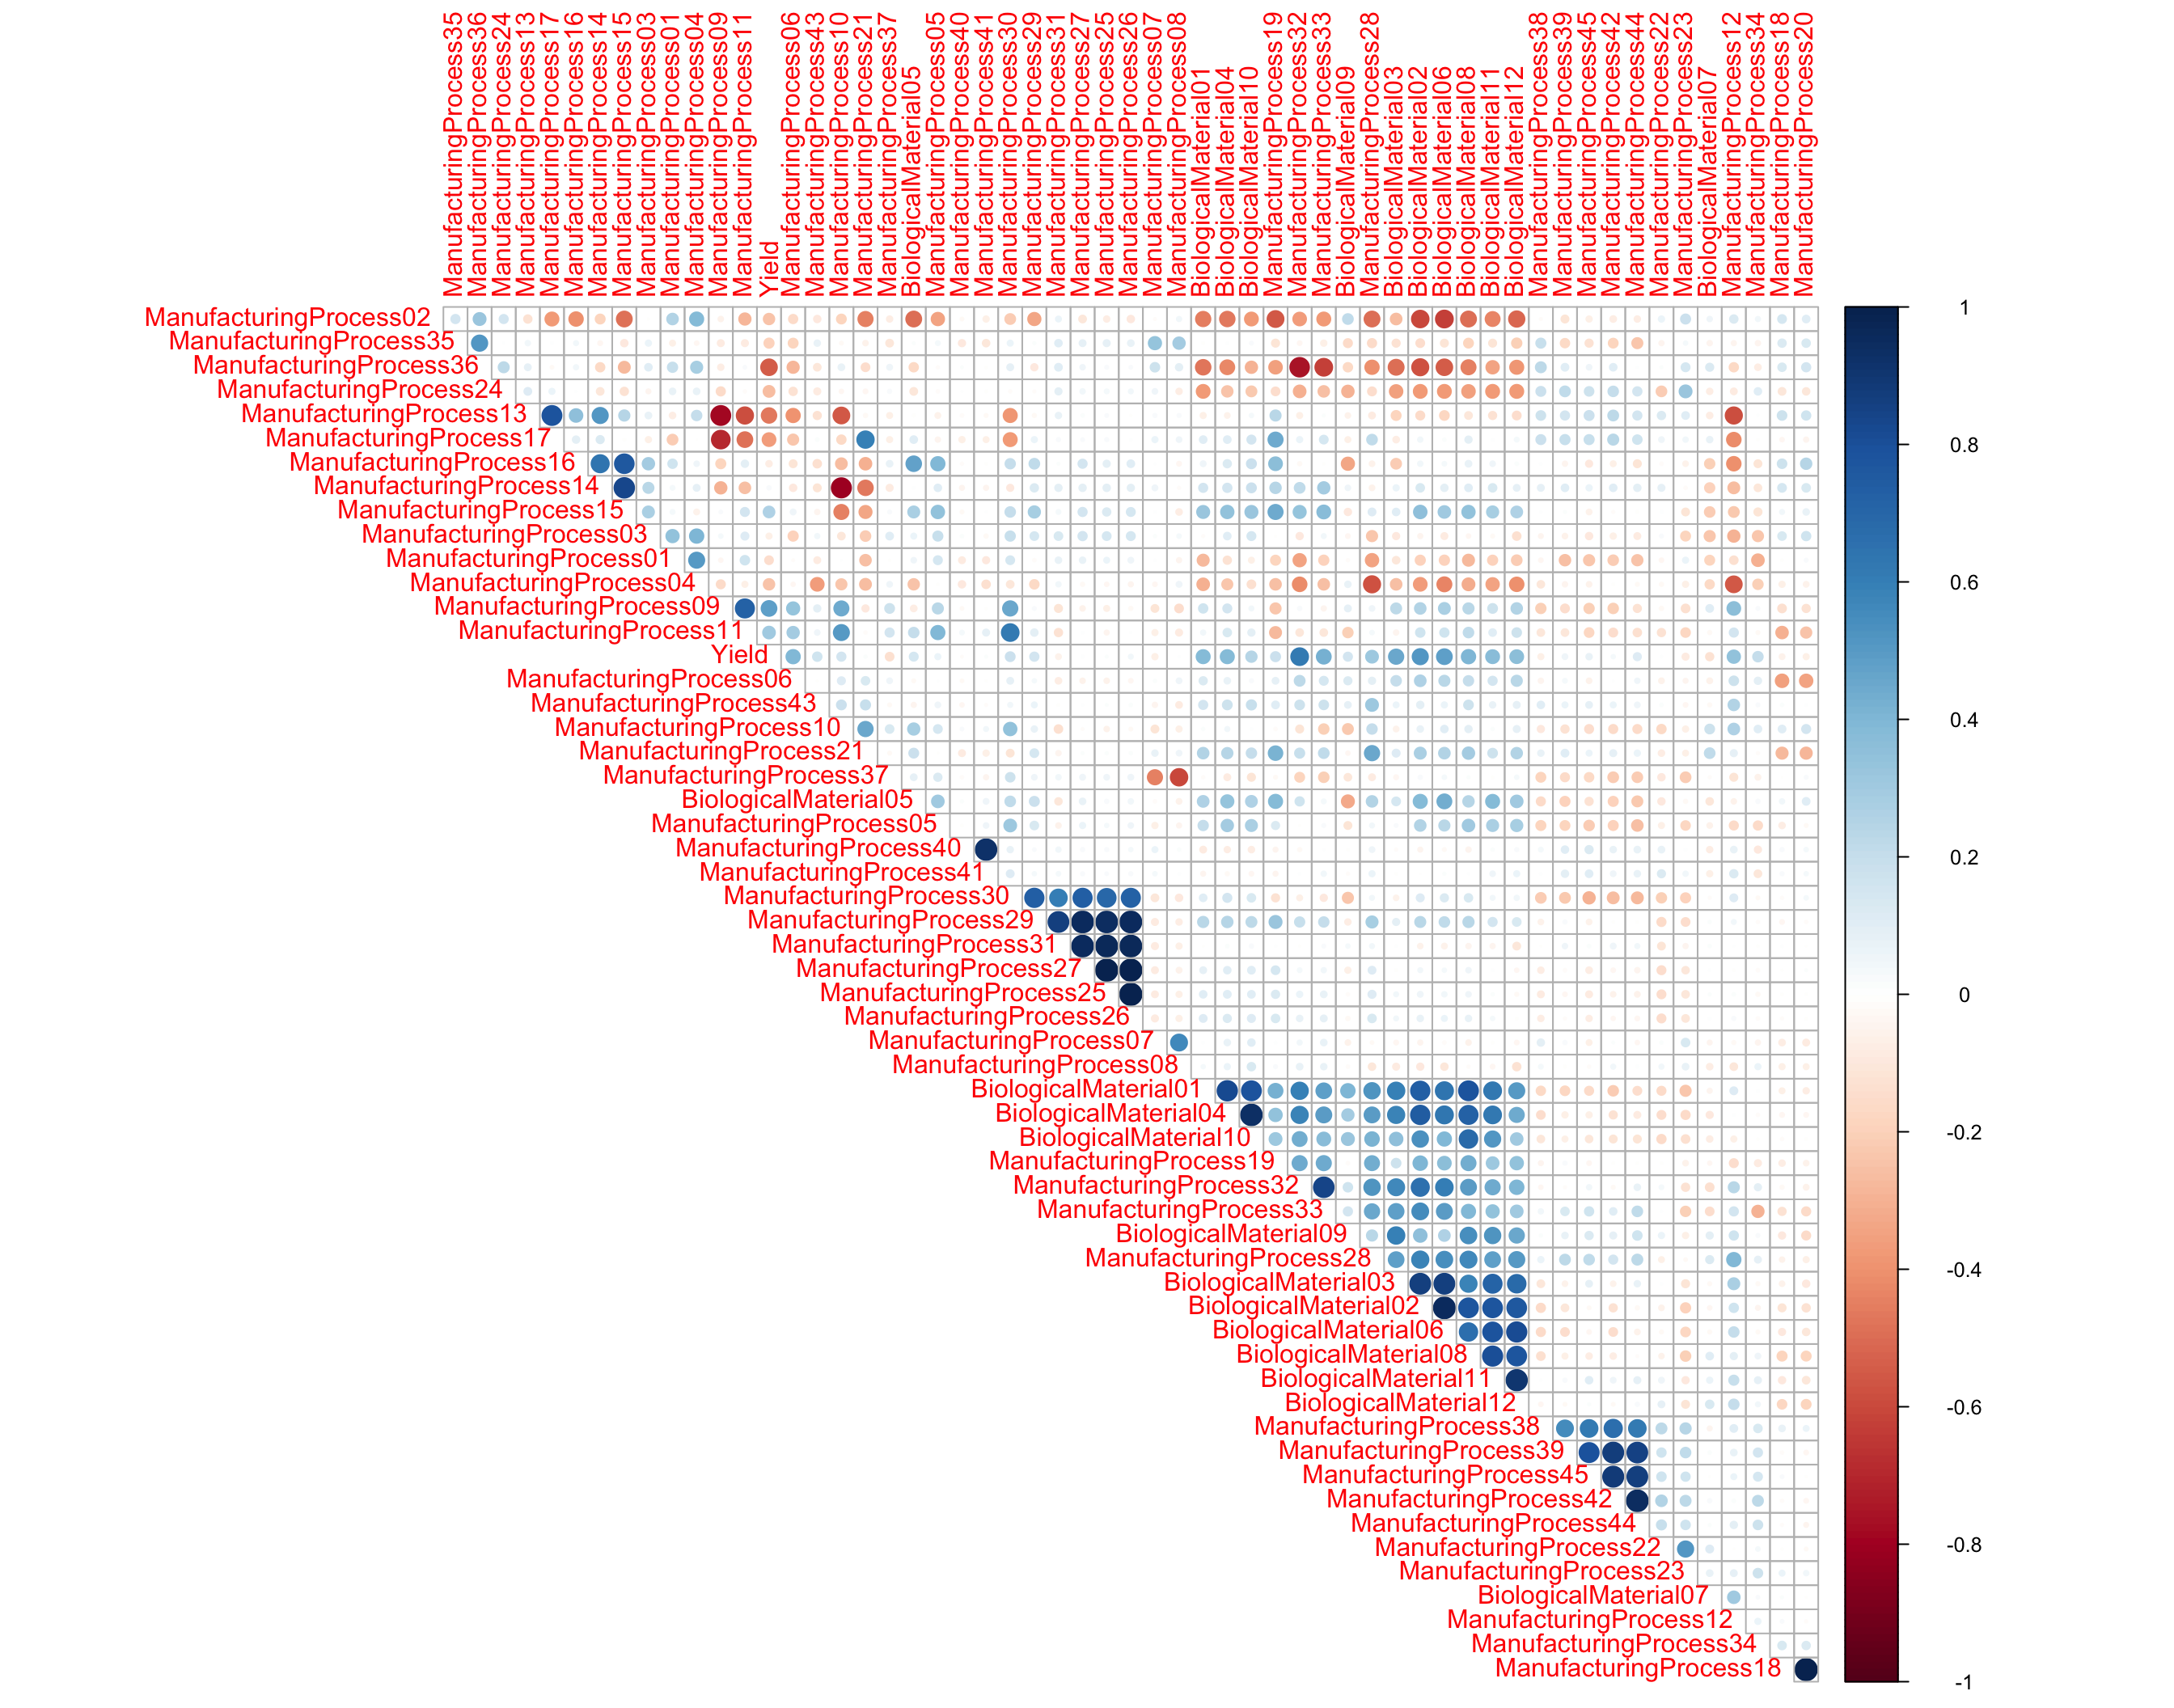 ManufacturingProcess35
ManufacturingProcess36
ManufacturingProcess24
ManufacturingProcess13
ManufacturingProcess17
ManufacturingProcess16
ManufacturingProcess14
ManufacturingProcess15
ManufacturingProcess03
ManufacturingProcess01
ManufacturingProcess04
ManufacturingProcess09
ManufacturingProcess11
Yield
ManufacturingProcess06
ManufacturingProcess43
ManufacturingProcess10
ManufacturingProcess21
ManufacturingProcess37
BiologicalMaterial05
ManufacturingProcess05
ManufacturingProcess40
ManufacturingProcess41
ManufacturingProcess30
ManufacturingProcess29
ManufacturingProcess31
ManufacturingProcess27
ManufacturingProcess25
ManufacturingProcess26
ManufacturingProcess07
ManufacturingProcess08
BiologicalMaterial01
BiologicalMaterial04
BiologicalMaterial10
ManufacturingProcess19
ManufacturingProcess32
ManufacturingProcess33
BiologicalMaterial09
ManufacturingProcess28
BiologicalMaterial03
BiologicalMaterial02
BiologicalMaterial06
BiologicalMaterial08
BiologicalMaterial11
BiologicalMaterial12
ManufacturingProcess38
ManufacturingProcess39
ManufacturingProcess45
ManufacturingProcess42
ManufacturingProcess44
ManufacturingProcess22
ManufacturingProcess23
BiologicalMaterial07
ManufacturingProcess12
ManufacturingProcess34
ManufacturingProcess18
ManufacturingProcess20
ManufacturingProcess02
ManufacturingProcess35
ManufacturingProcess36
ManufacturingProcess24
ManufacturingProcess13
ManufacturingProcess17
ManufacturingProcess16
ManufacturingProcess14
ManufacturingProcess15
ManufacturingProcess03
ManufacturingProcess01
ManufacturingProcess04
ManufacturingProcess09
ManufacturingProcess11
Yield
ManufacturingProcess06
ManufacturingProcess43
ManufacturingProcess10
ManufacturingProcess21
ManufacturingProcess37
BiologicalMaterial05
ManufacturingProcess05
ManufacturingProcess40
ManufacturingProcess41
ManufacturingProcess30
ManufacturingProcess29
ManufacturingProcess31
ManufacturingProcess27
ManufacturingProcess25
ManufacturingProcess26
ManufacturingProcess07
ManufacturingProcess08
BiologicalMaterial01
BiologicalMaterial04
BiologicalMaterial10
ManufacturingProcess19
ManufacturingProcess32
ManufacturingProcess33
BiologicalMaterial09
ManufacturingProcess28
BiologicalMaterial03
BiologicalMaterial02
BiologicalMaterial06
BiologicalMaterial08
BiologicalMaterial11
BiologicalMaterial12
ManufacturingProcess38
ManufacturingProcess39
ManufacturingProcess45
ManufacturingProcess42
ManufacturingProcess44
ManufacturingProcess22
ManufacturingProcess23
BiologicalMaterial07
ManufacturingProcess12
ManufacturingProcess34
ManufacturingProcess18
1
0.8
0.6
0.4
0.2
0
-0.2
-0.4
-0.6
-0.8
-1